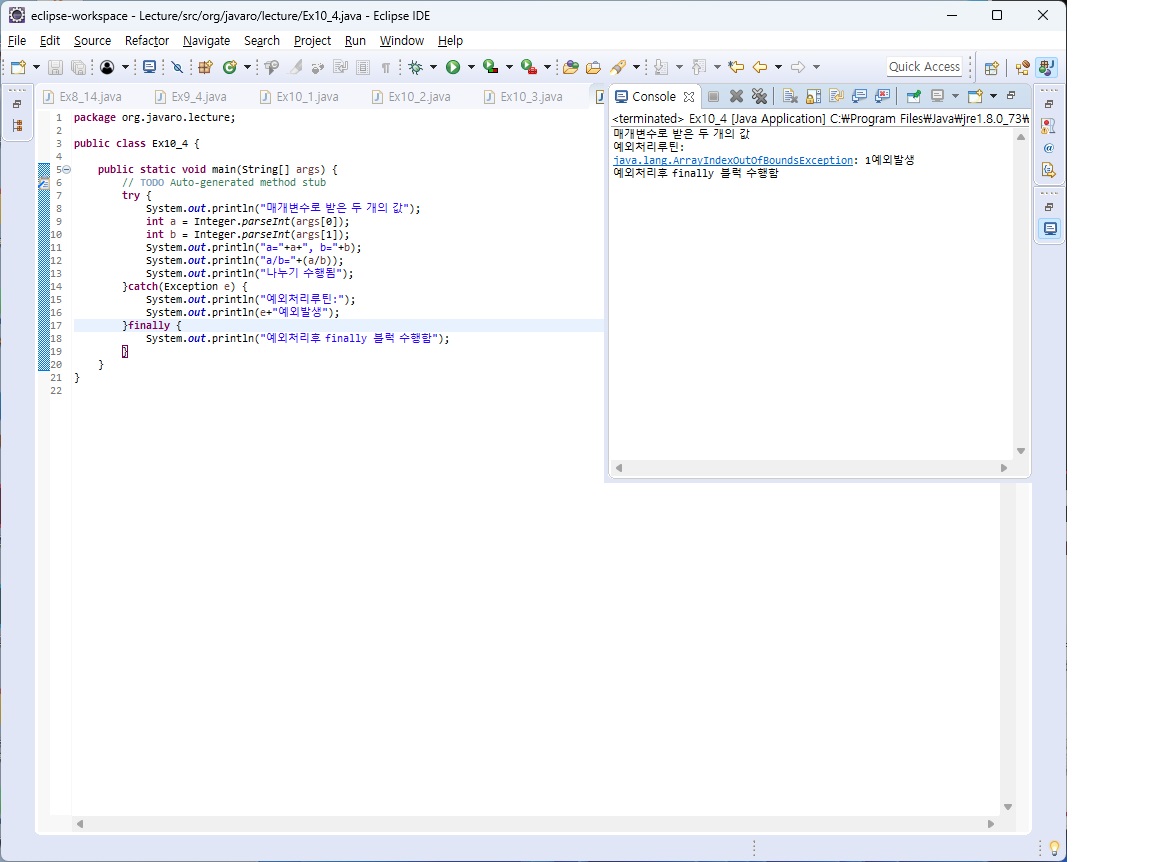 eclipse-workspace - Lecture/src/org/javaro/lecture/Ex10_4.java - Eclipse IDE
File Edit Source Refactor Navigate Search Project Run Window Help
Quick Access
Ex8_14.java Ex9_4.java Ex10_1.java Ex10_2.java Ex10_3.java
1 package org.javaro.lecture;
2
3 public class Ex10_4 {
4
5 public static void main(String[] args) {
6 // TODO Auto-generated method stub
7 try {
8 System.out.println("매개변수로 받은 두 개의 값");
9 int a = Integer.parseInt(args[0]);
10 int b = Integer.parseInt(args[1]);
11 System.out.println("a="+a+", b="+b);
12 System.out.println("a/b="+(a/b));
13 System.out.println("나누기 수행됨");
14 }catch(Exception e) {
15 System.out.println("예외처리루틴:");
16 System.out.println(e+"예외발생");
17 }finally {
18 System.out.println("예외처리후 finally 블럭 수행함");
19 }
20 }
21 }
22
Console
<terminated> Ex10_4 [Java Application] C:₩Program Files₩Java₩jre1.8.0_73₩
매개변수로 받은 두 개의 값
예외처리루틴:
java.lang.ArrayIndexOutOfBoundsException: 1예외발생
예외처리후 finally 블럭 수행함